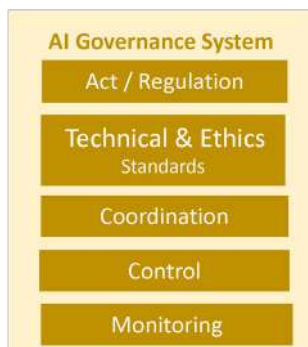 AI Governance System
Act / Regulation
Technical & Ethics
Standards
Coordination
Control
Monitoring